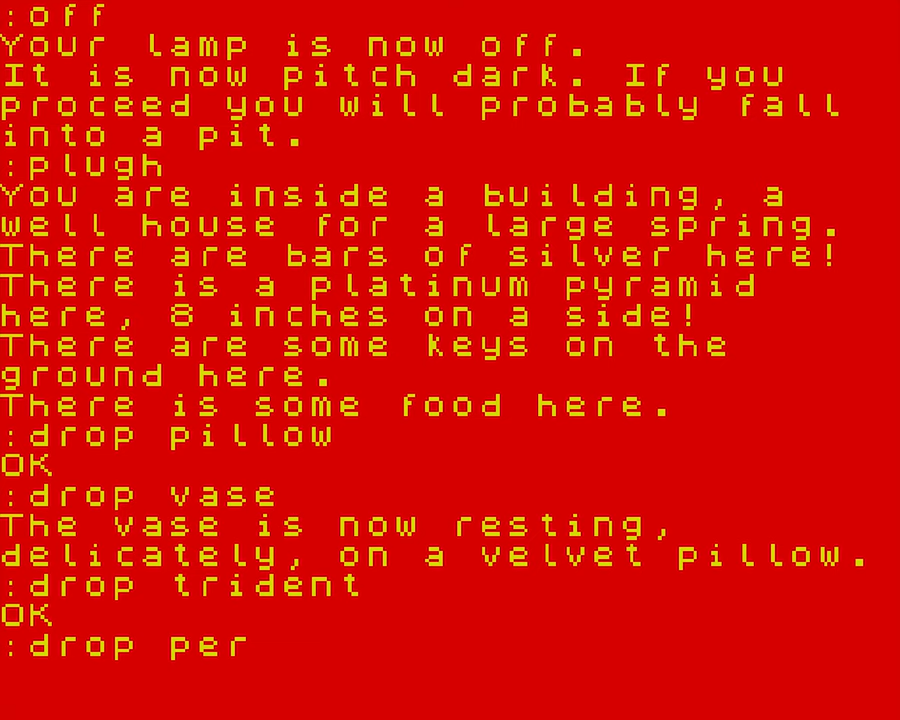 :off
Your lamp is now off.
It is now pitch dark. If you
proceed you will probably fall
into a pit.
:plugh
You are inside a building, a
well house for a large spring.
There are bars of silver here!
There is a platinum pyramid
here, 8 inches on a side!
There are some keys on the
ground here.
There is some food here.
:drop pillow
OK
:drop vase
The vase is now resting,
delicately, on a velvet pillow.
:drop trident
OK
:drop per